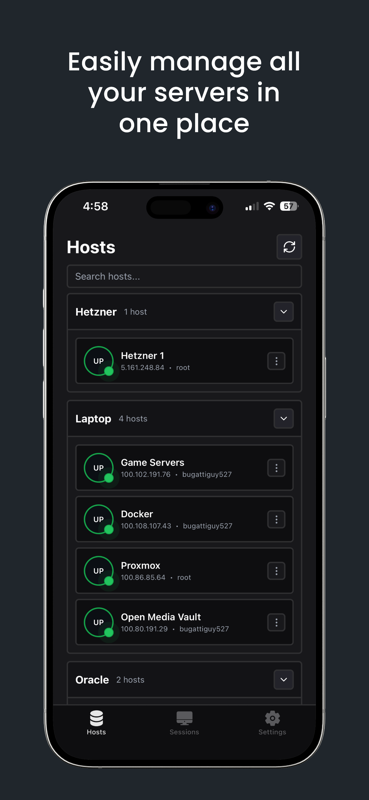 Easily manage all
your servers in
one place
4:58
57
Hosts
Search hosts...
Hetzner 1 host
UP
Hetzner 1
5.161.248.84 • root
Laptop 4 hosts
UP
Game Servers
100.102.191.76 • bugattiguy527
UP
Docker
100.108.107.43 • bugattiguy527
UP
Proxmox
100.86.85.64 • root
UP
Open Media Vault
100.80.191.29 • bugattiguy527
Oracle 2 hosts
Hosts Sessions Settings